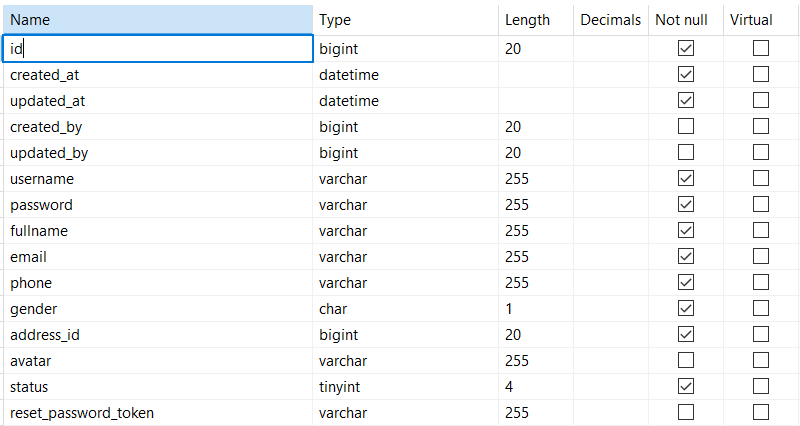 Name Type Length Decimals Not null Virtual
id bigint 20
created_at datetime
updated_at datetime
created_by bigint 20
updated_by bigint 20
username varchar 255
password varchar 255
fullname varchar 255
email varchar 255
phone varchar 255
gender char 1
address_id bigint 20
avatar varchar 255
status tinyint 4
reset_password_token varchar 255